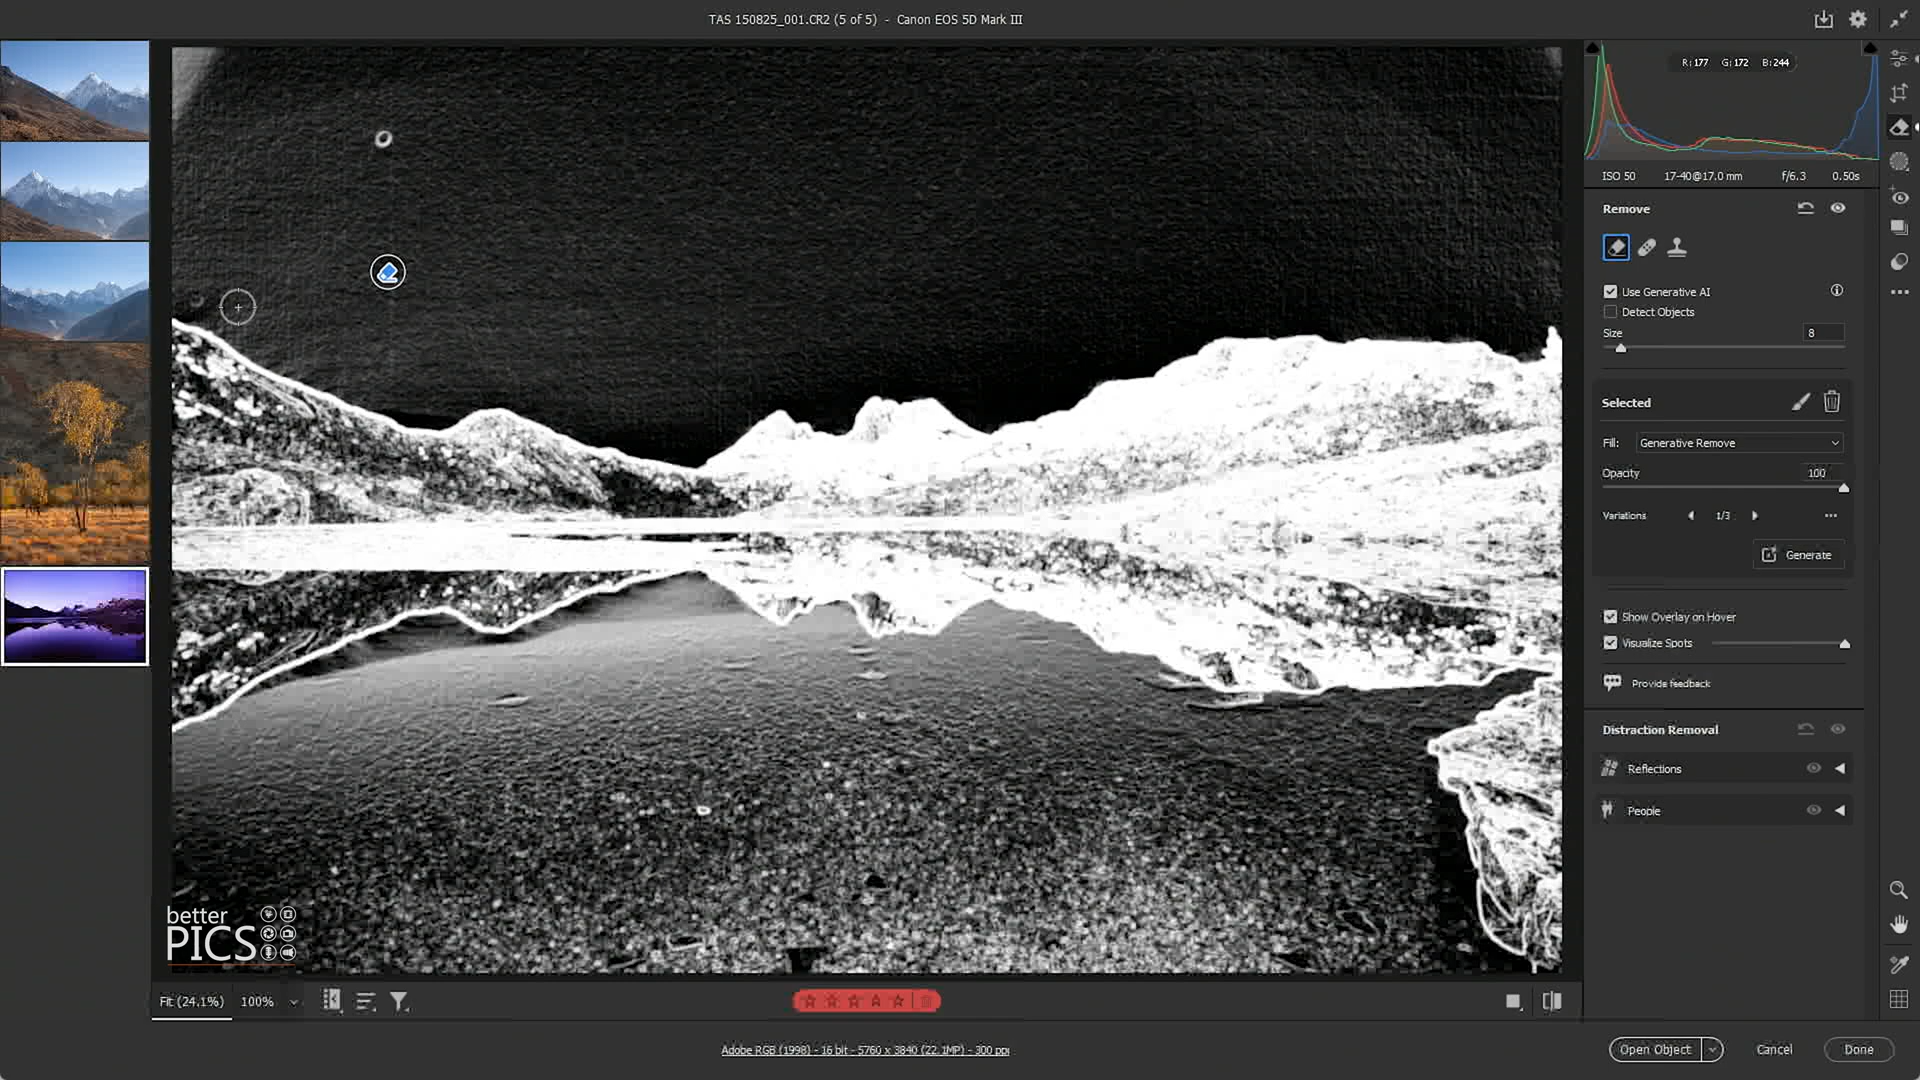 TAS 150825_001.CR2 (5 of 5) - Canon EOS 5D Mark III
R:177 G:172 B:244
ISO 50 17-40@17.0 mm f/6.3 0.50s
Remove
Use Generative AI
Detect Objects
Size 8
Selected
Fill: Generative Remove
Opacity 100
Variations 1/3
Generate
Show Overlay on Hover
Visualize Spots
Provide feedback
Distraction Removal
Reflections
People
better
PICS
Fit (24.1%) 100%
Adobe RGB (1998) - 16 bit - 5760 x 3840 (22.1MP) - 300 ppi
Open Object Cancel Done